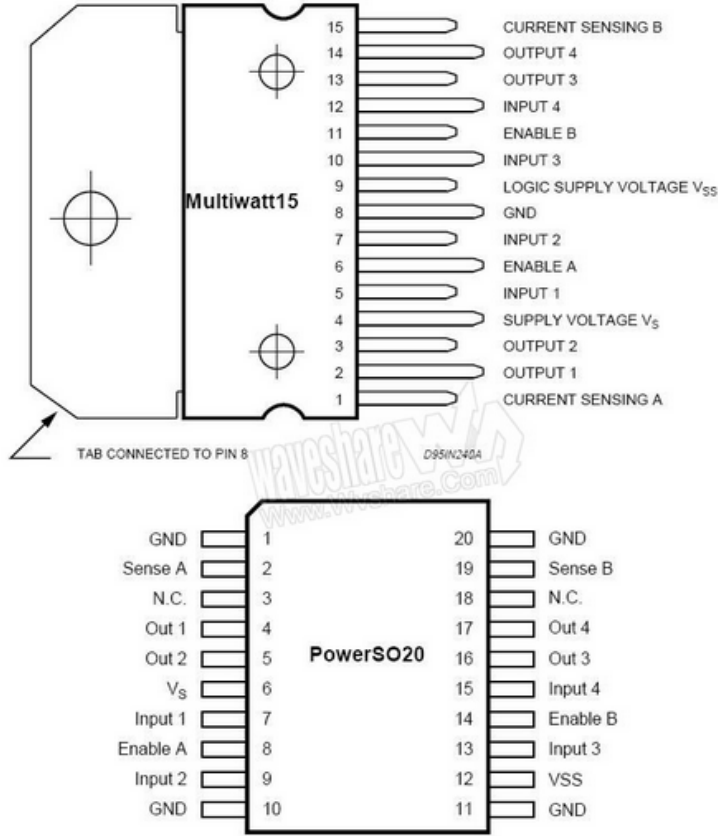 15 CURRENT SENSING B
14 OUTPUT 4
13 OUTPUT 3
12 INPUT 4
11 ENABLE B
10 INPUT 3
9 LOGIC SUPPLY VOLTAGE VSS
Multiwatt15
8 GND
7 INPUT 2
6 ENABLE A
5 INPUT 1
4 SUPPLY VOLTAGE VS
3 OUTPUT 2
2 OUTPUT 1
1 CURRENT SENSING A
TAB CONNECTED TO PIN 8
D95IN240A
Waveshare
www.Wvshare.Com
GND 1 20 GND
Sense A 2 19 Sense B
N.C. 3 18 N.C.
Out 1 4 17 Out 4
PowerSO20
Out 2 5 16 Out 3
VS 6 15 Input 4
Input 1 7 14 Enable B
Enable A 8 13 Input 3
Input 2 9 12 VSS
GND 10 11 GND